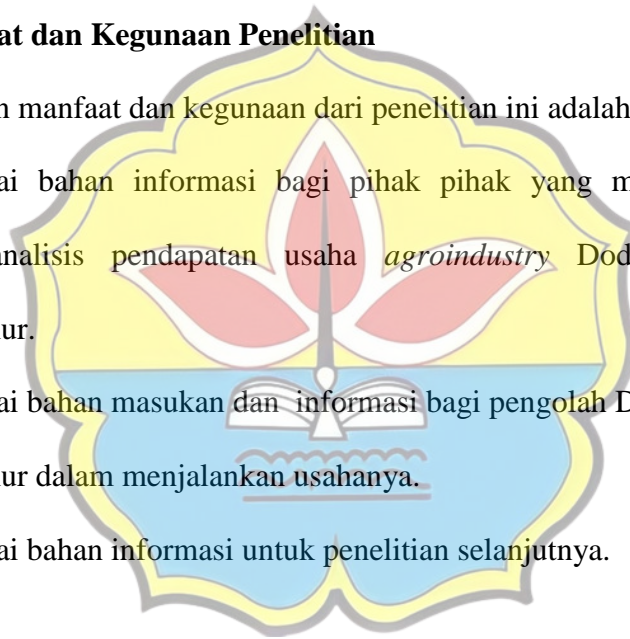 at dan Kegunaan Penelitian
n manfaat dan kegunaan dari penelitian ini adalah
ai bahan informasi bagi pihak pihak yang m
analisis pendapatan usaha agroindustry Dod
ur.
ai bahan masukan dan informasi bagi pengolah D
ur dalam menjalankan usahanya.
ai bahan informasi untuk penelitian selanjutnya.